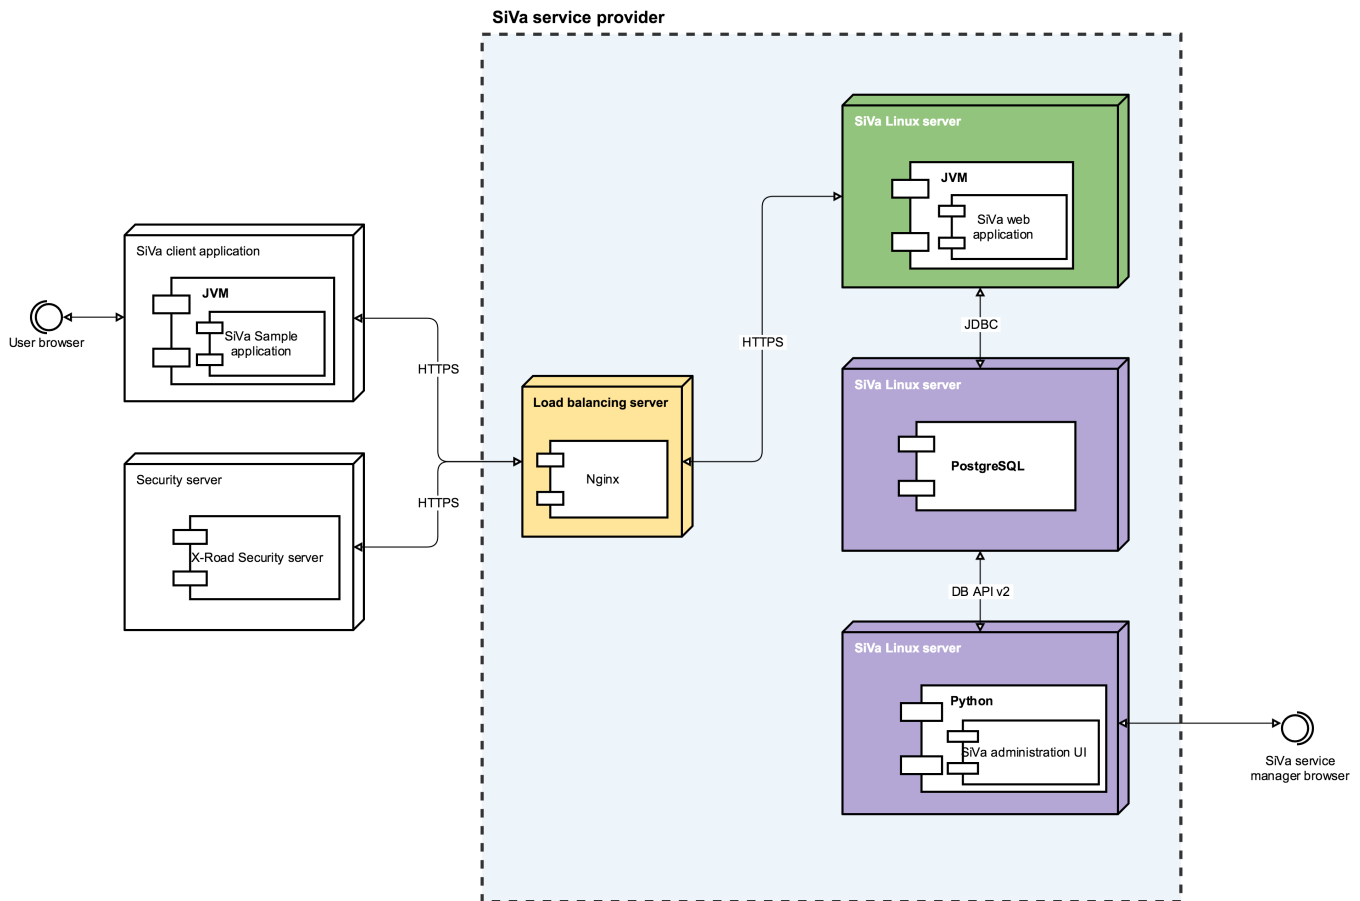 SiVa service provider
SiVa Linux server
JVM
SiVa web
application
SiVa client application
JVM
SiVa Sample
application
User browser
HTTPS
HTTPS
JDBC
Load balancing server
Nginx
SiVa Linux server
PostgreSQL
Security server
X-Road Security server
HTTPS
DB API v2
SiVa Linux server
Python
SiVa administration UI
SiVa service
manager browser